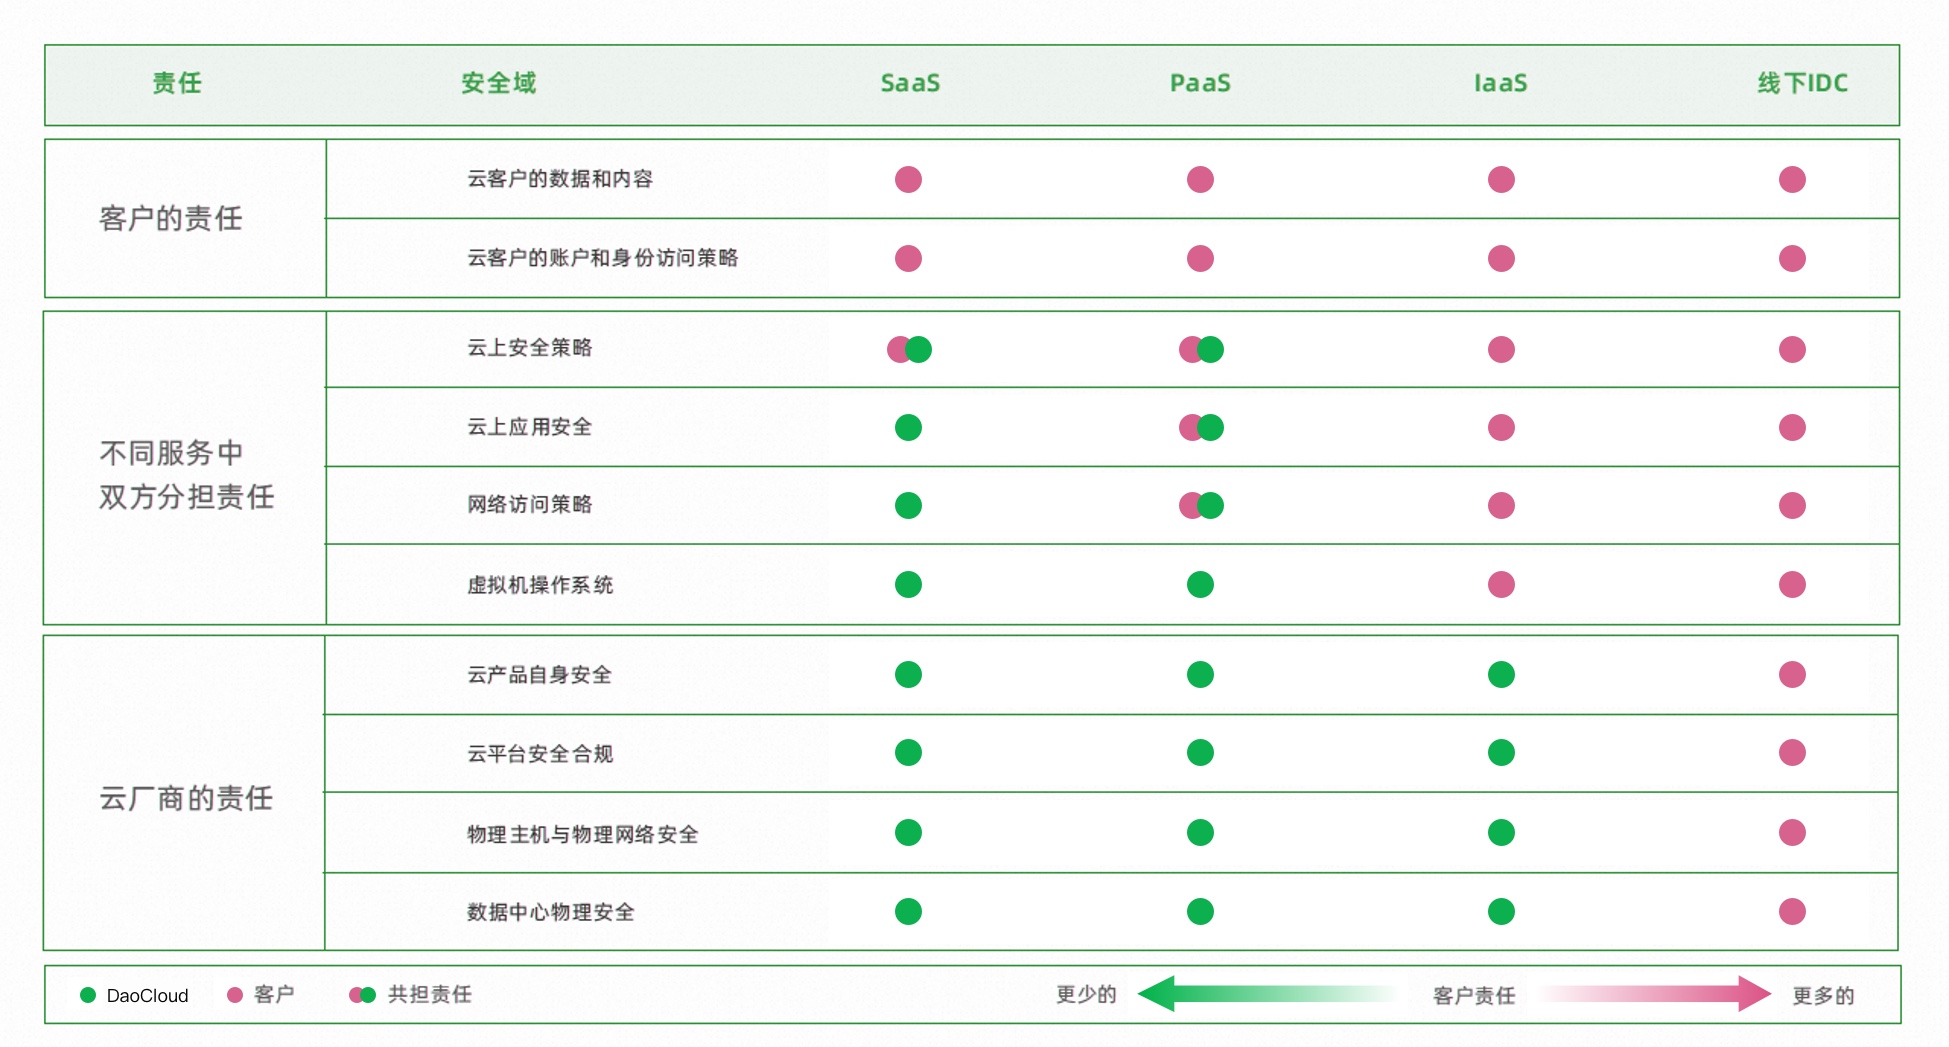 责任 安全域 SaaS PaaS IaaS 线下IDC
客户的责任
云客户的数据和内容
云客户的账户和身份访问策略
不同服务中
双方分担责任
云上安全策略
云上应用安全
网络访问策略
虚拟机操作系统
云厂商的责任
云产品自身安全
云平台安全合规
物理主机与物理网络安全
数据中心物理安全
DaoCloud 客户 共担责任 更少的 客户责任 更多的